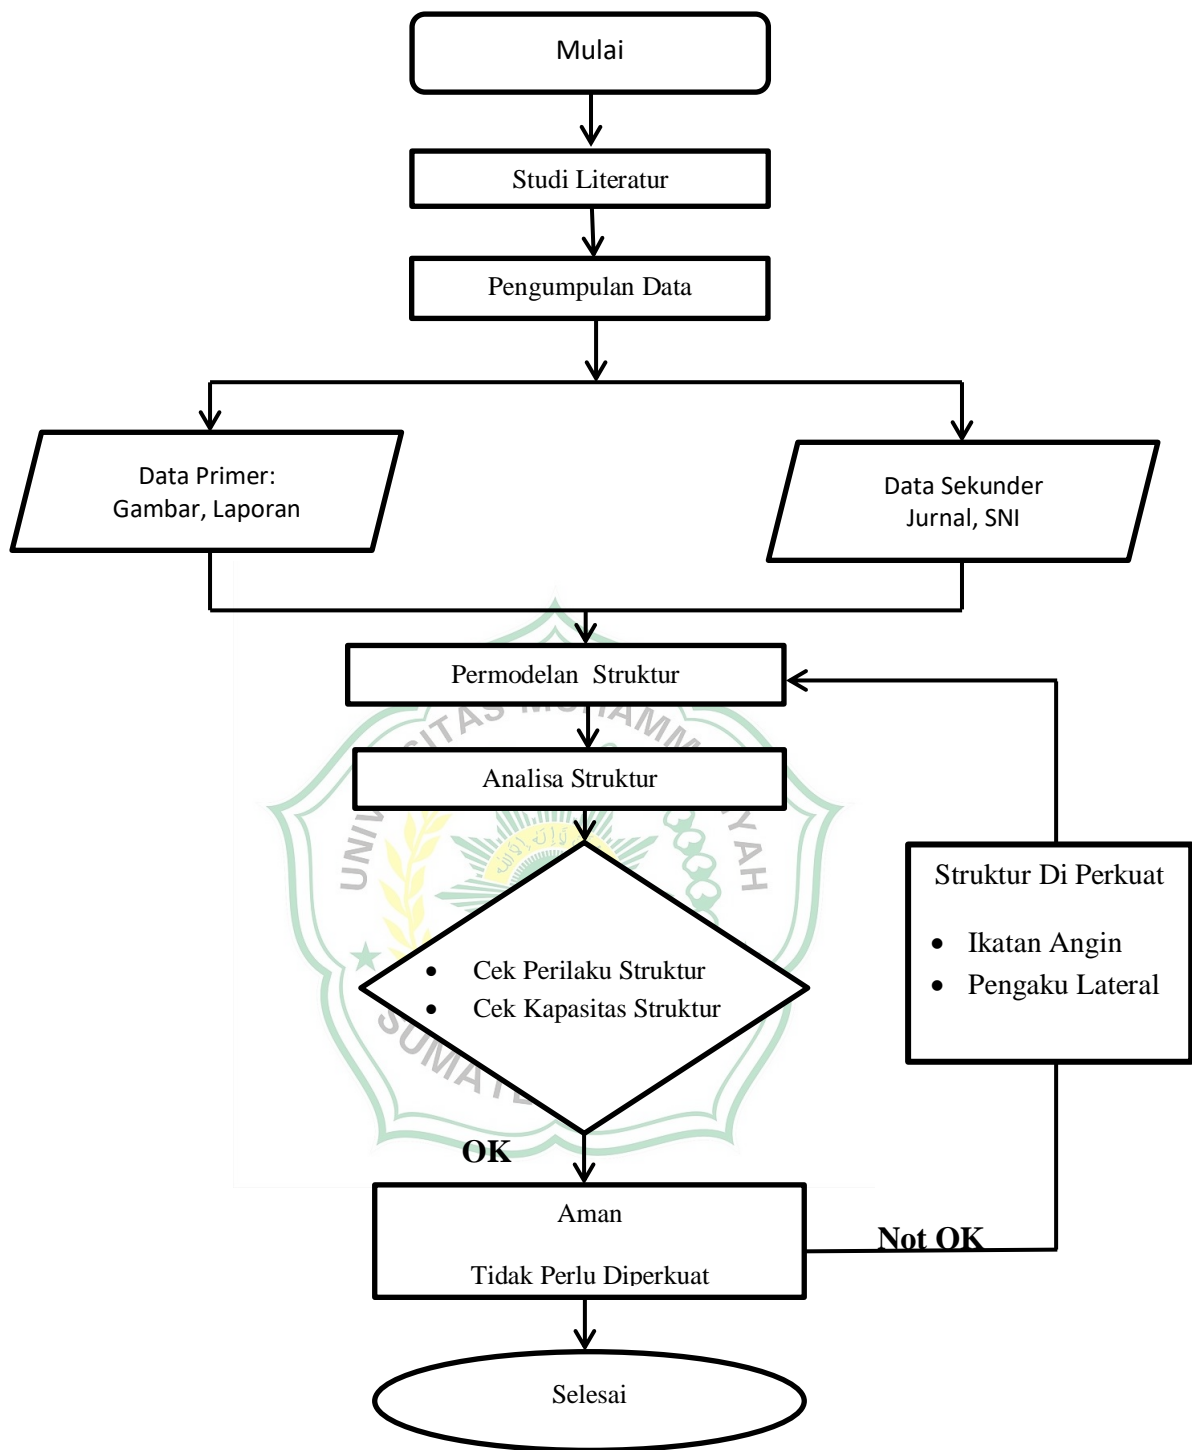 Mulai
Studi Literatur
Pengumpulan Data
Data Primer:
Gambar, Laporan
Data Sekunder
Jurnal, SNI
Permodelan Struktur
Analisa Struktur
Struktur Di Perkuat
• Ikatan Angin
• Pengaku Lateral
• Cek Perilaku Struktur
• Cek Kapasitas Struktur
OK
Aman
Tidak Perlu Diperkuat
Not OK
Selesai